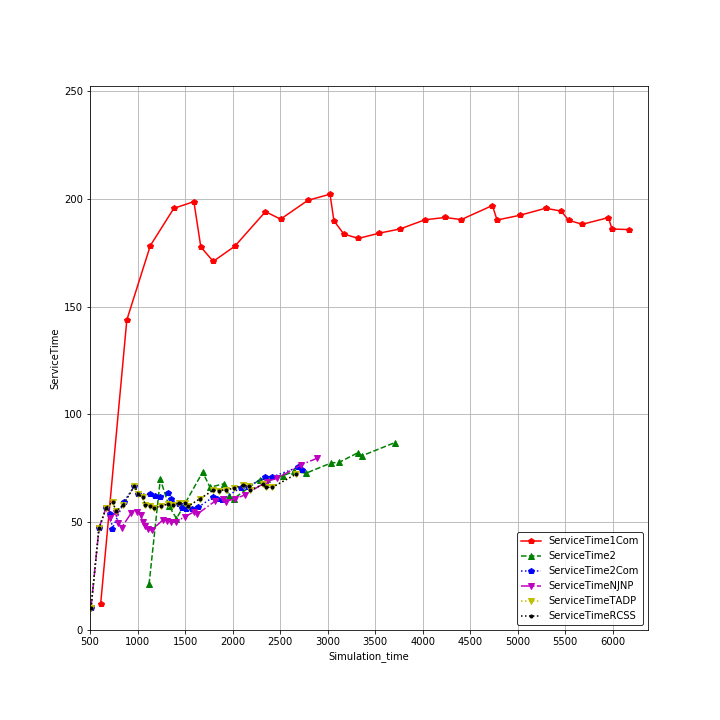 250
200
150
100
50
0
ServiceTime
500 1000 1500 2000 2500 3000 3500 4000 4500 5000 5500 6000
Simulation_time
ServiceTime1Com
ServiceTime2
ServiceTime2Com
ServiceTimeNJNP
ServiceTimeTADP
ServiceTimeRCSS